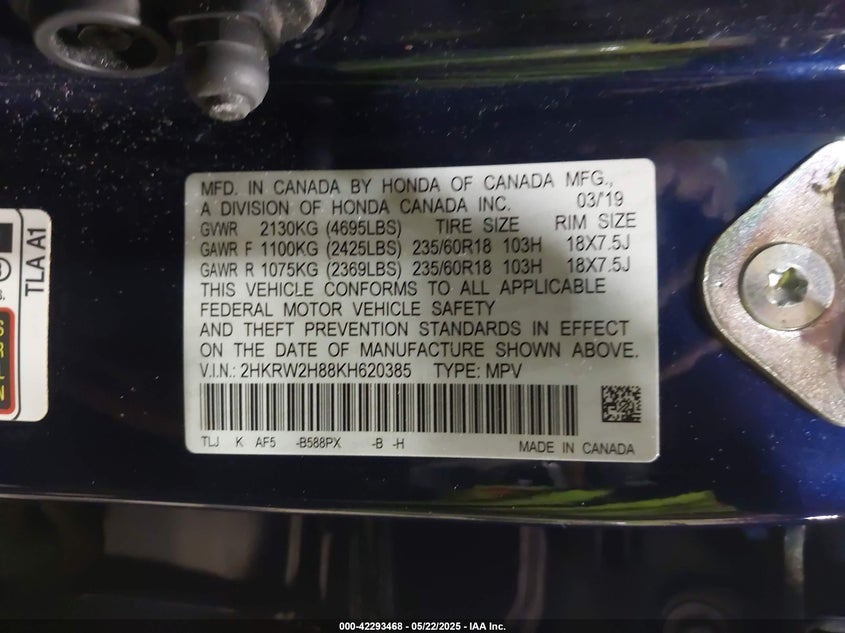 MFD. IN CANADA BY HONDA OF CANADA MFG.,
A DIVISION OF HONDA CANADA INC. 03/'19
GVWR 2130KG (4695LBS) TIRE SIZE RIM SIZE
GAWR F 1100KG (2425LBS) 235/60R18 103H 18X7.5J
GAWR R 1075KG (2369LBS) 235/60R18 103H 18X7.5J
THIS VEHICLE CONFORMS TO ALL APPLICABLE
FEDERAL MOTOR VEHICLE SAFETY
AND THEFT PREVENTION STANDARDS IN EFFECT
ON THE DATE OF MANUFACTURE SHOWN ABOVE.
V.I.N.: 2HKRW2H88KH620385 TYPE: MPV
TLJ K AF5 -B588PX -B -H MADE IN CANADA
TLA A1
000-42293468 - 05/22/2025 - IAA Inc.